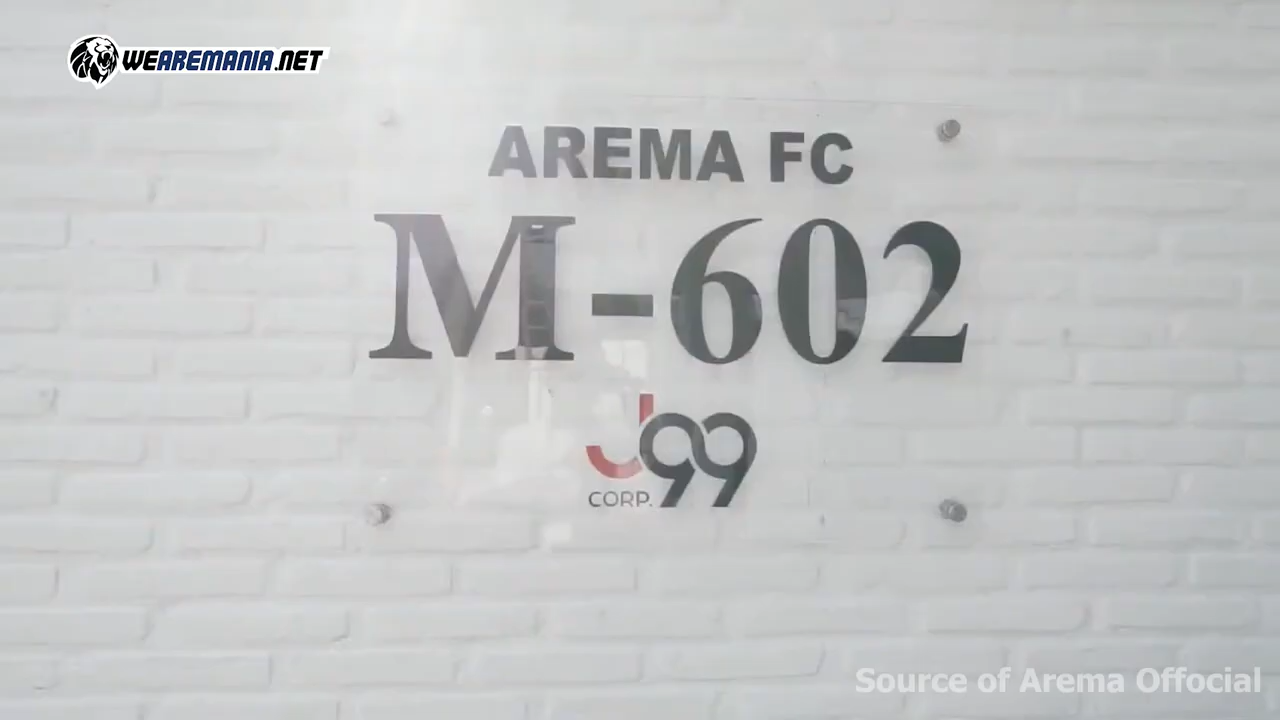 WEAREMANIA.NET
AREMA FC
M-602
J99
CORP.
Source of Arema Offocial